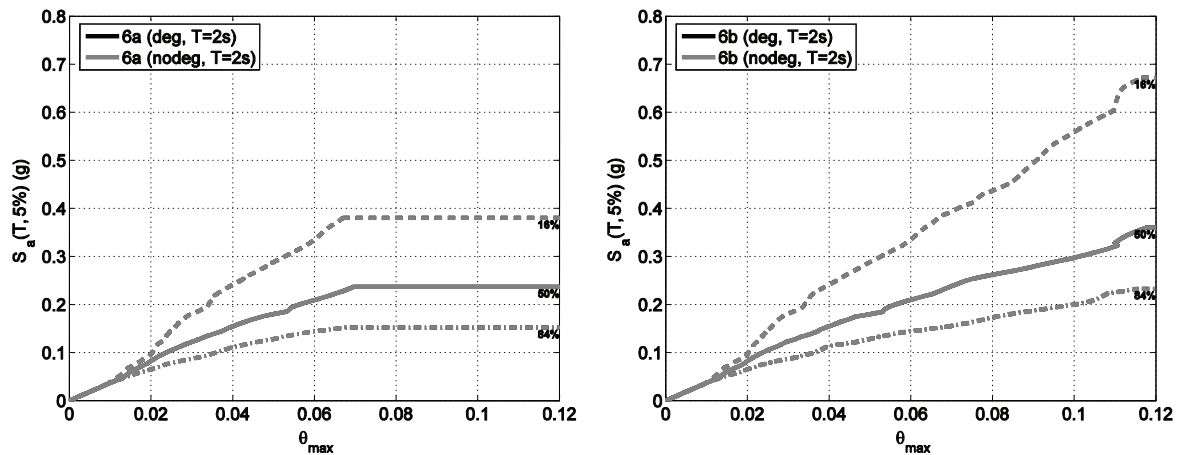 6a (deg, T=2s)
6a (nodeg, T=2s)
0.8
0.7
0.6
0.5
0.4
0.3
0.2
0.1
0
Sa(T, 5%) (g)
16%
50%
84%
0 0.02 0.04 0.06 0.08 0.1 0.12
θmax
6b (deg, T=2s)
6b (nodeg, T=2s)
0.8
0.7
0.6
0.5
0.4
0.3
0.2
0.1
0
Sa(T, 5%) (g)
16%
50%
84%
0 0.02 0.04 0.06 0.08 0.1 0.12
θmax